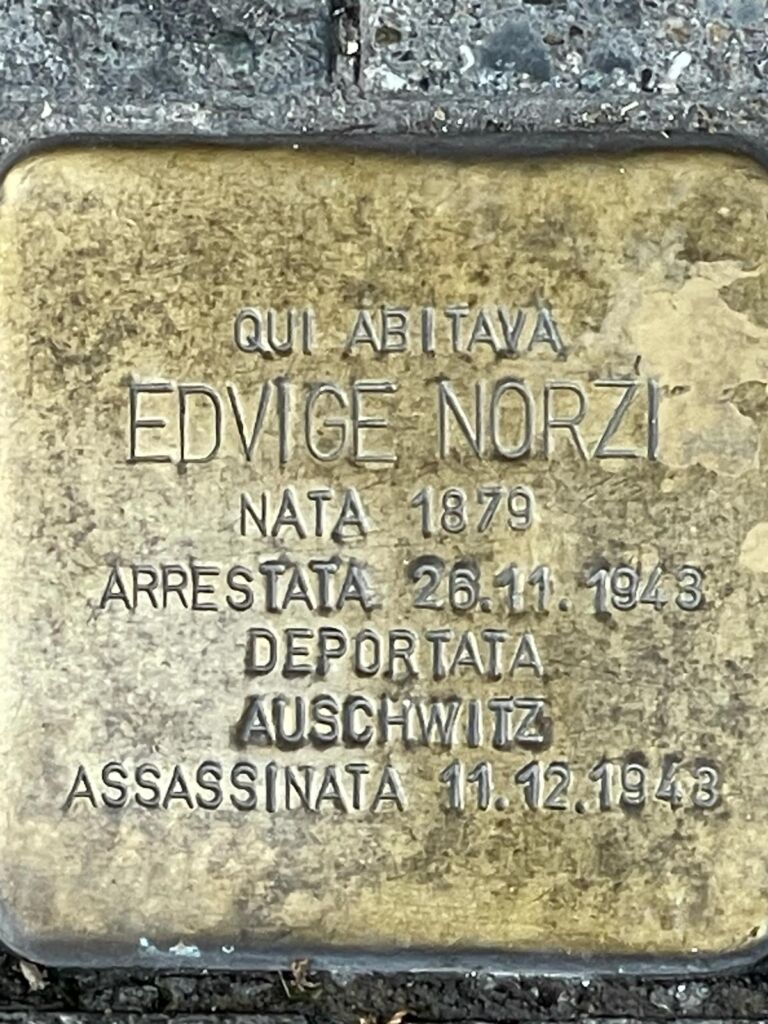 QUI ABITAVA
EDVIGE NORZI
NATA 1879
ARRESTATA 26.11.1943
DEPORTATA
AUSCHWITZ
ASSASSINATA 11.12.1943